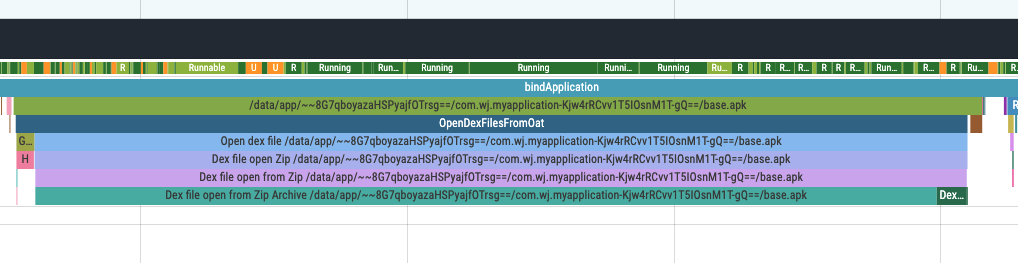 R Runnable U U R Running Run... Running Running Runni... Running Ru... R R R... R R R Run... R... R Ru... R...
bindApplication
/data/app/~~8G7qboyazaHSPyajfOTrsg==/com.wj.myapplication-Kjw4rRCvv1T5IOsnM1T-gQ==/base.apk R
OpenDexFilesFromOat
G... Open dex file /data/app/~~8G7qboyazaHSPyajfOTrsg==/com.wj.myapplication-Kjw4rRCvv1T5IOsnM1T-gQ==/base.apk
H Dex file open Zip /data/app/~~8G7qboyazaHSPyajfOTrsg==/com.wj.myapplication-Kjw4rRCvv1T5IOsnM1T-gQ==/base.apk
Dex file open from Zip /data/app/~~8G7qboyazaHSPyajfOTrsg==/com.wj.myapplication-Kjw4rRCvv1T5IOsnM1T-gQ==/base.apk
Dex file open from Zip Archive /data/app/~~8G7qboyazaHSPyajfOTrsg==/com.wj.myapplication-Kjw4rRCvv1T5IOsnM1T-gQ==/base.apk Dex...